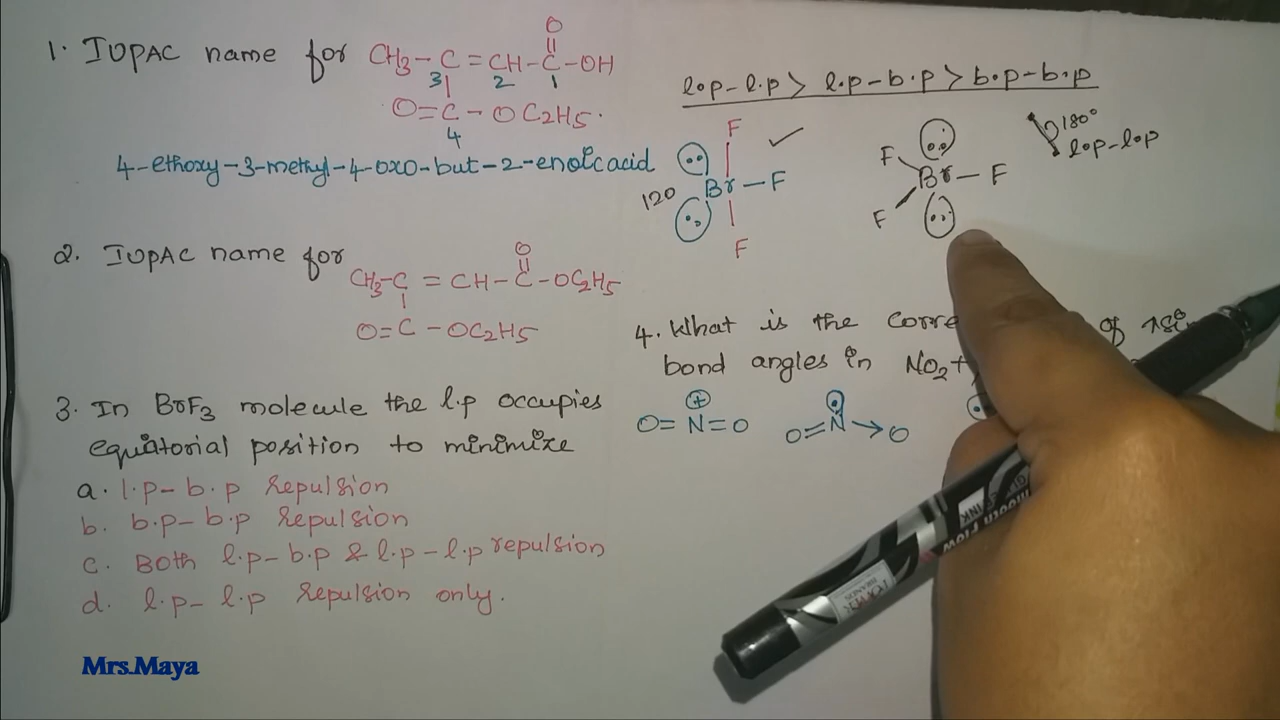 1. IUPAC name for CH3-C=CH-C-OH
O
||
3 2 1
O=C-OC2H5.
4
4-ethoxy-3-methyl-4-oxo-but-2-enoic acid
2. IUPAC name for
O
||
CH3-C=CH-C-OC2H5
O=C-OC2H5
3. In BrF3 molecule the l.p occupies
equatorial position to minimize
a. l.p-b.p repulsion
b. b.p-b.p repulsion
c. Both l.p-b.p & l.p-l.p repulsion
d. l.p-l.p repulsion only.
Mrs.Maya
l.p-l.p > l.p-b.p > b.p-b.p
F
120 Br-F
F
F
Br-F
F
180°
l.p-l.p
4. What is the of
bond angles in NO2+
O=N=O O=N→O
+